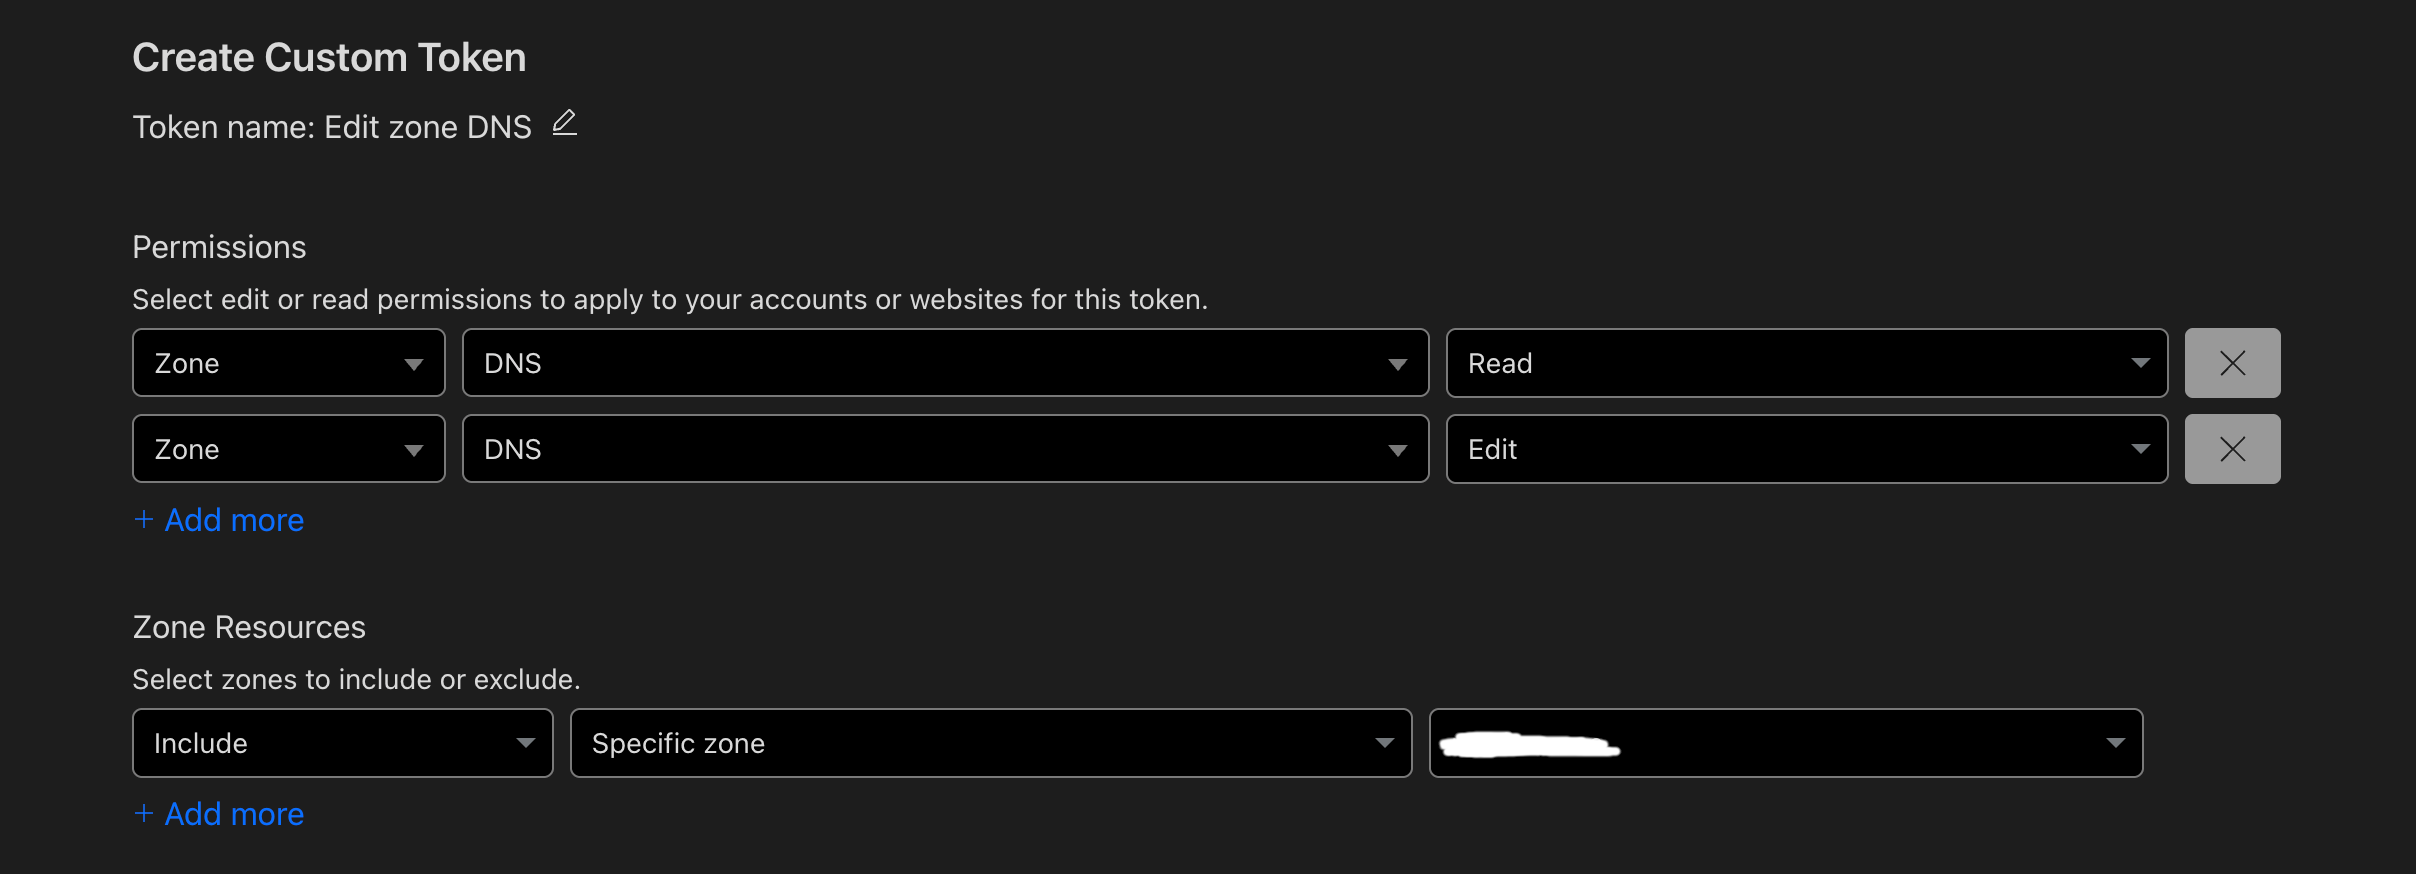 Create Custom Token
Token name: Edit zone DNS
Permissions
Select edit or read permissions to apply to your accounts or websites for this token.
Zone DNS Read
Zone DNS Edit
+ Add more
Zone Resources
Select zones to include or exclude.
Include Specific zone
+ Add more